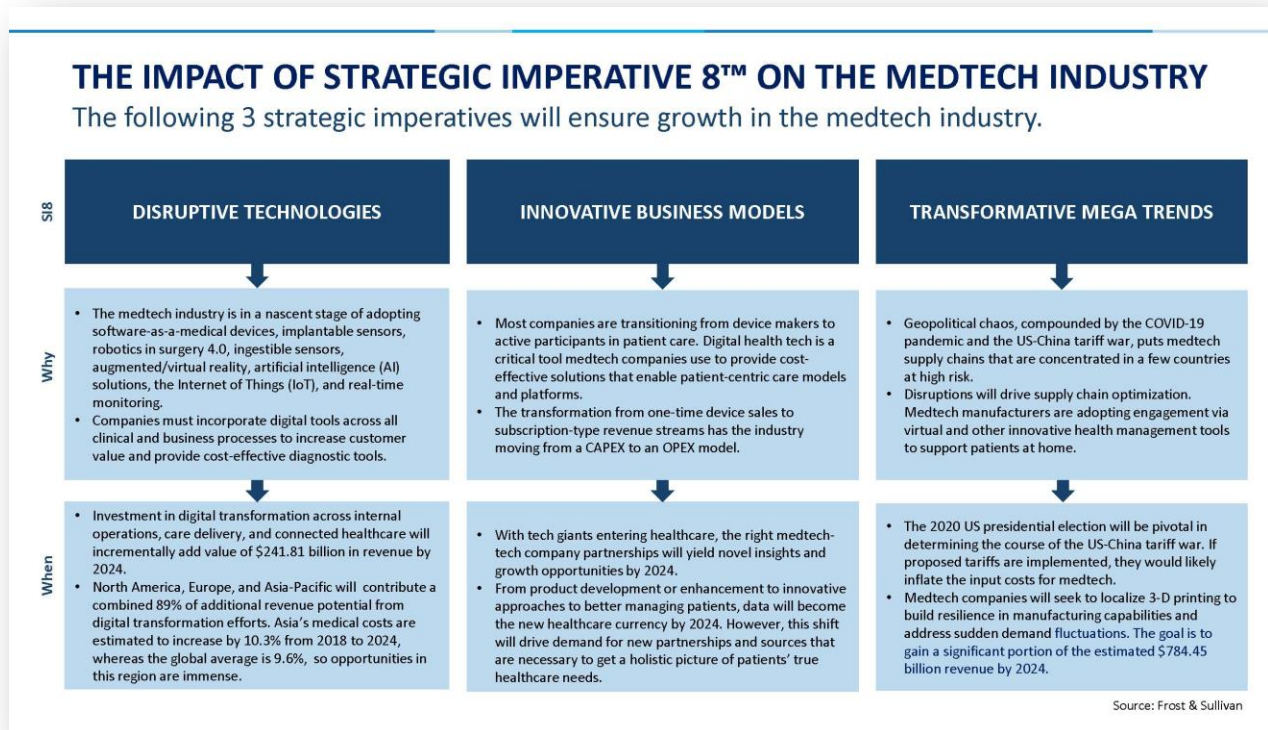 THE IMPACT OF STRATEGIC IMPERATIVE 8™ ON THE MEDTECH INDUSTRY
The following 3 strategic imperatives will ensure growth in the medtech industry.
SI8
DISRUPTIVE TECHNOLOGIES
INNOVATIVE BUSINESS MODELS
TRANSFORMATIVE MEGA TRENDS
Why
• The medtech industry is in a nascent stage of adopting
software-as-a-medical devices, implantable sensors,
robotics in surgery 4.0, ingestible sensors,
augmented/virtual reality, artificial intelligence (AI)
solutions, the Internet of Things (IoT), and real-time
monitoring.
• Companies must incorporate digital tools across all
clinical and business processes to increase customer
value and provide cost-effective diagnostic tools.
• Most companies are transitioning from device makers to
active participants in patient care. Digital health tech is a
critical tool medtech companies use to provide cost-
effective solutions that enable patient-centric care models
and platforms.
• The transformation from one-time device sales to
subscription-type revenue streams has the industry
moving from a CAPEX to an OPEX model.
• Geopolitical chaos, compounded by the COVID-19
pandemic and the US-China tariff war, puts medtech
supply chains that are concentrated in a few countries
at high risk.
• Disruptions will drive supply chain optimization.
Medtech manufacturers are adopting engagement via
virtual and other innovative health management tools
to support patients at home.
When
• Investment in digital transformation across internal
operations, care delivery, and connected healthcare will
incrementally add value of $241.81 billion in revenue by
2024.
• North America, Europe, and Asia-Pacific will contribute a
combined 89% of additional revenue potential from
digital transformation efforts. Asia's medical costs are
estimated to increase by 10.3% from 2018 to 2024,
whereas the global average is 9.6%, so opportunities in
this region are immense.
• With tech giants entering healthcare, the right medtech-
tech company partnerships will yield novel insights and
growth opportunities by 2024.
• From product development or enhancement to innovative
approaches to better managing patients, data will become
the new healthcare currency by 2024. However, this
shift will drive demand for new partnerships and sources that
are necessary to get a holistic picture of patients' true
healthcare needs.
• The 2020 US presidential election will be pivotal in
determining the course of the US-China tariff war. If
proposed tariffs are implemented, they would likely
inflate the input costs for medtech.
• Medtech companies will seek to localize 3-D printing to
build resilience in manufacturing capabilities and
address sudden demand fluctuations. The goal is to
gain a significant portion of the estimated $784.45
billion revenue by 2024.
Source: Frost & Sullivan